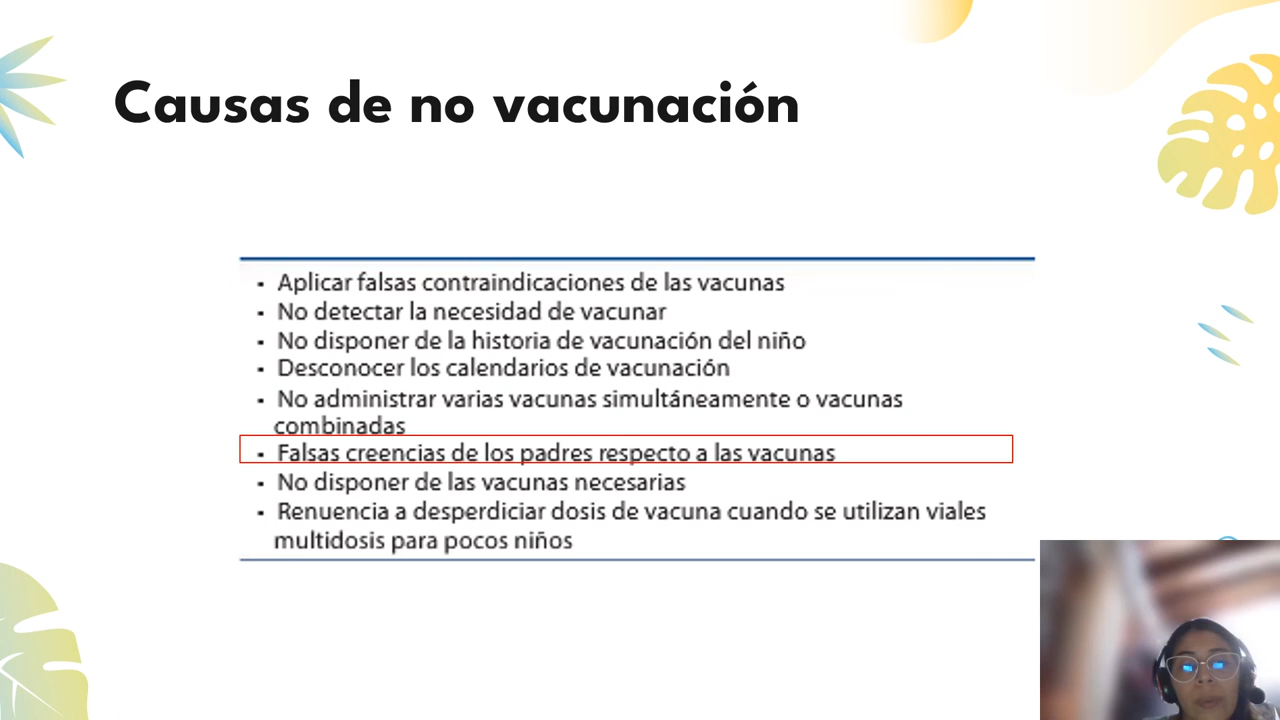 Causas de no vacunación
▪ Aplicar falsas contraindicaciones de las vacunas
▪ No detectar la necesidad de vacunar
▪ No disponer de la historia de vacunación del niño
▪ Desconocer los calendarios de vacunación
▪ No administrar varias vacunas simultáneamente o vacunas
combinadas
▪ Falsas creencias de los padres respecto a las vacunas
▪ No disponer de las vacunas necesarias
▪ Renuencia a desperdiciar dosis de vacuna cuando se utilizan viales
multidosis para pocos niños